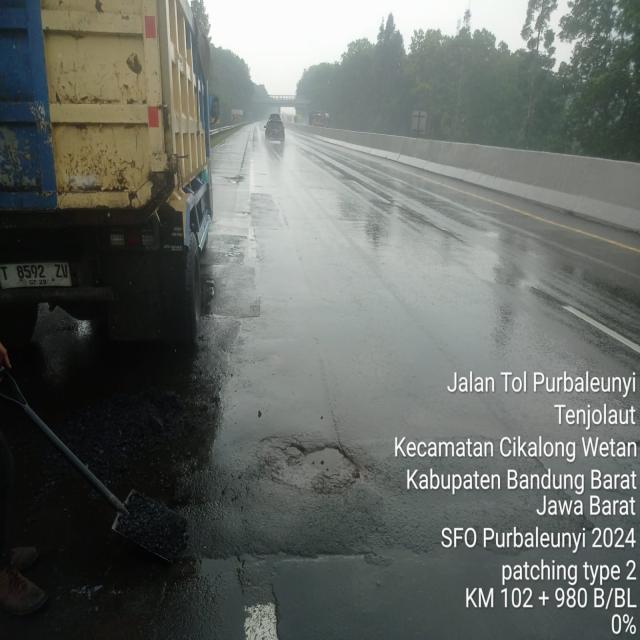 T 8592 ZU
Jalan Tol Purbaleunyi
Tenjolaut
Kecamatan Cikalong Wetan
Kabupaten Bandung Barat
Jawa Barat
SFO Purbaleunyi 2024
patching type 2
KM 102 + 980 B/BL
0%